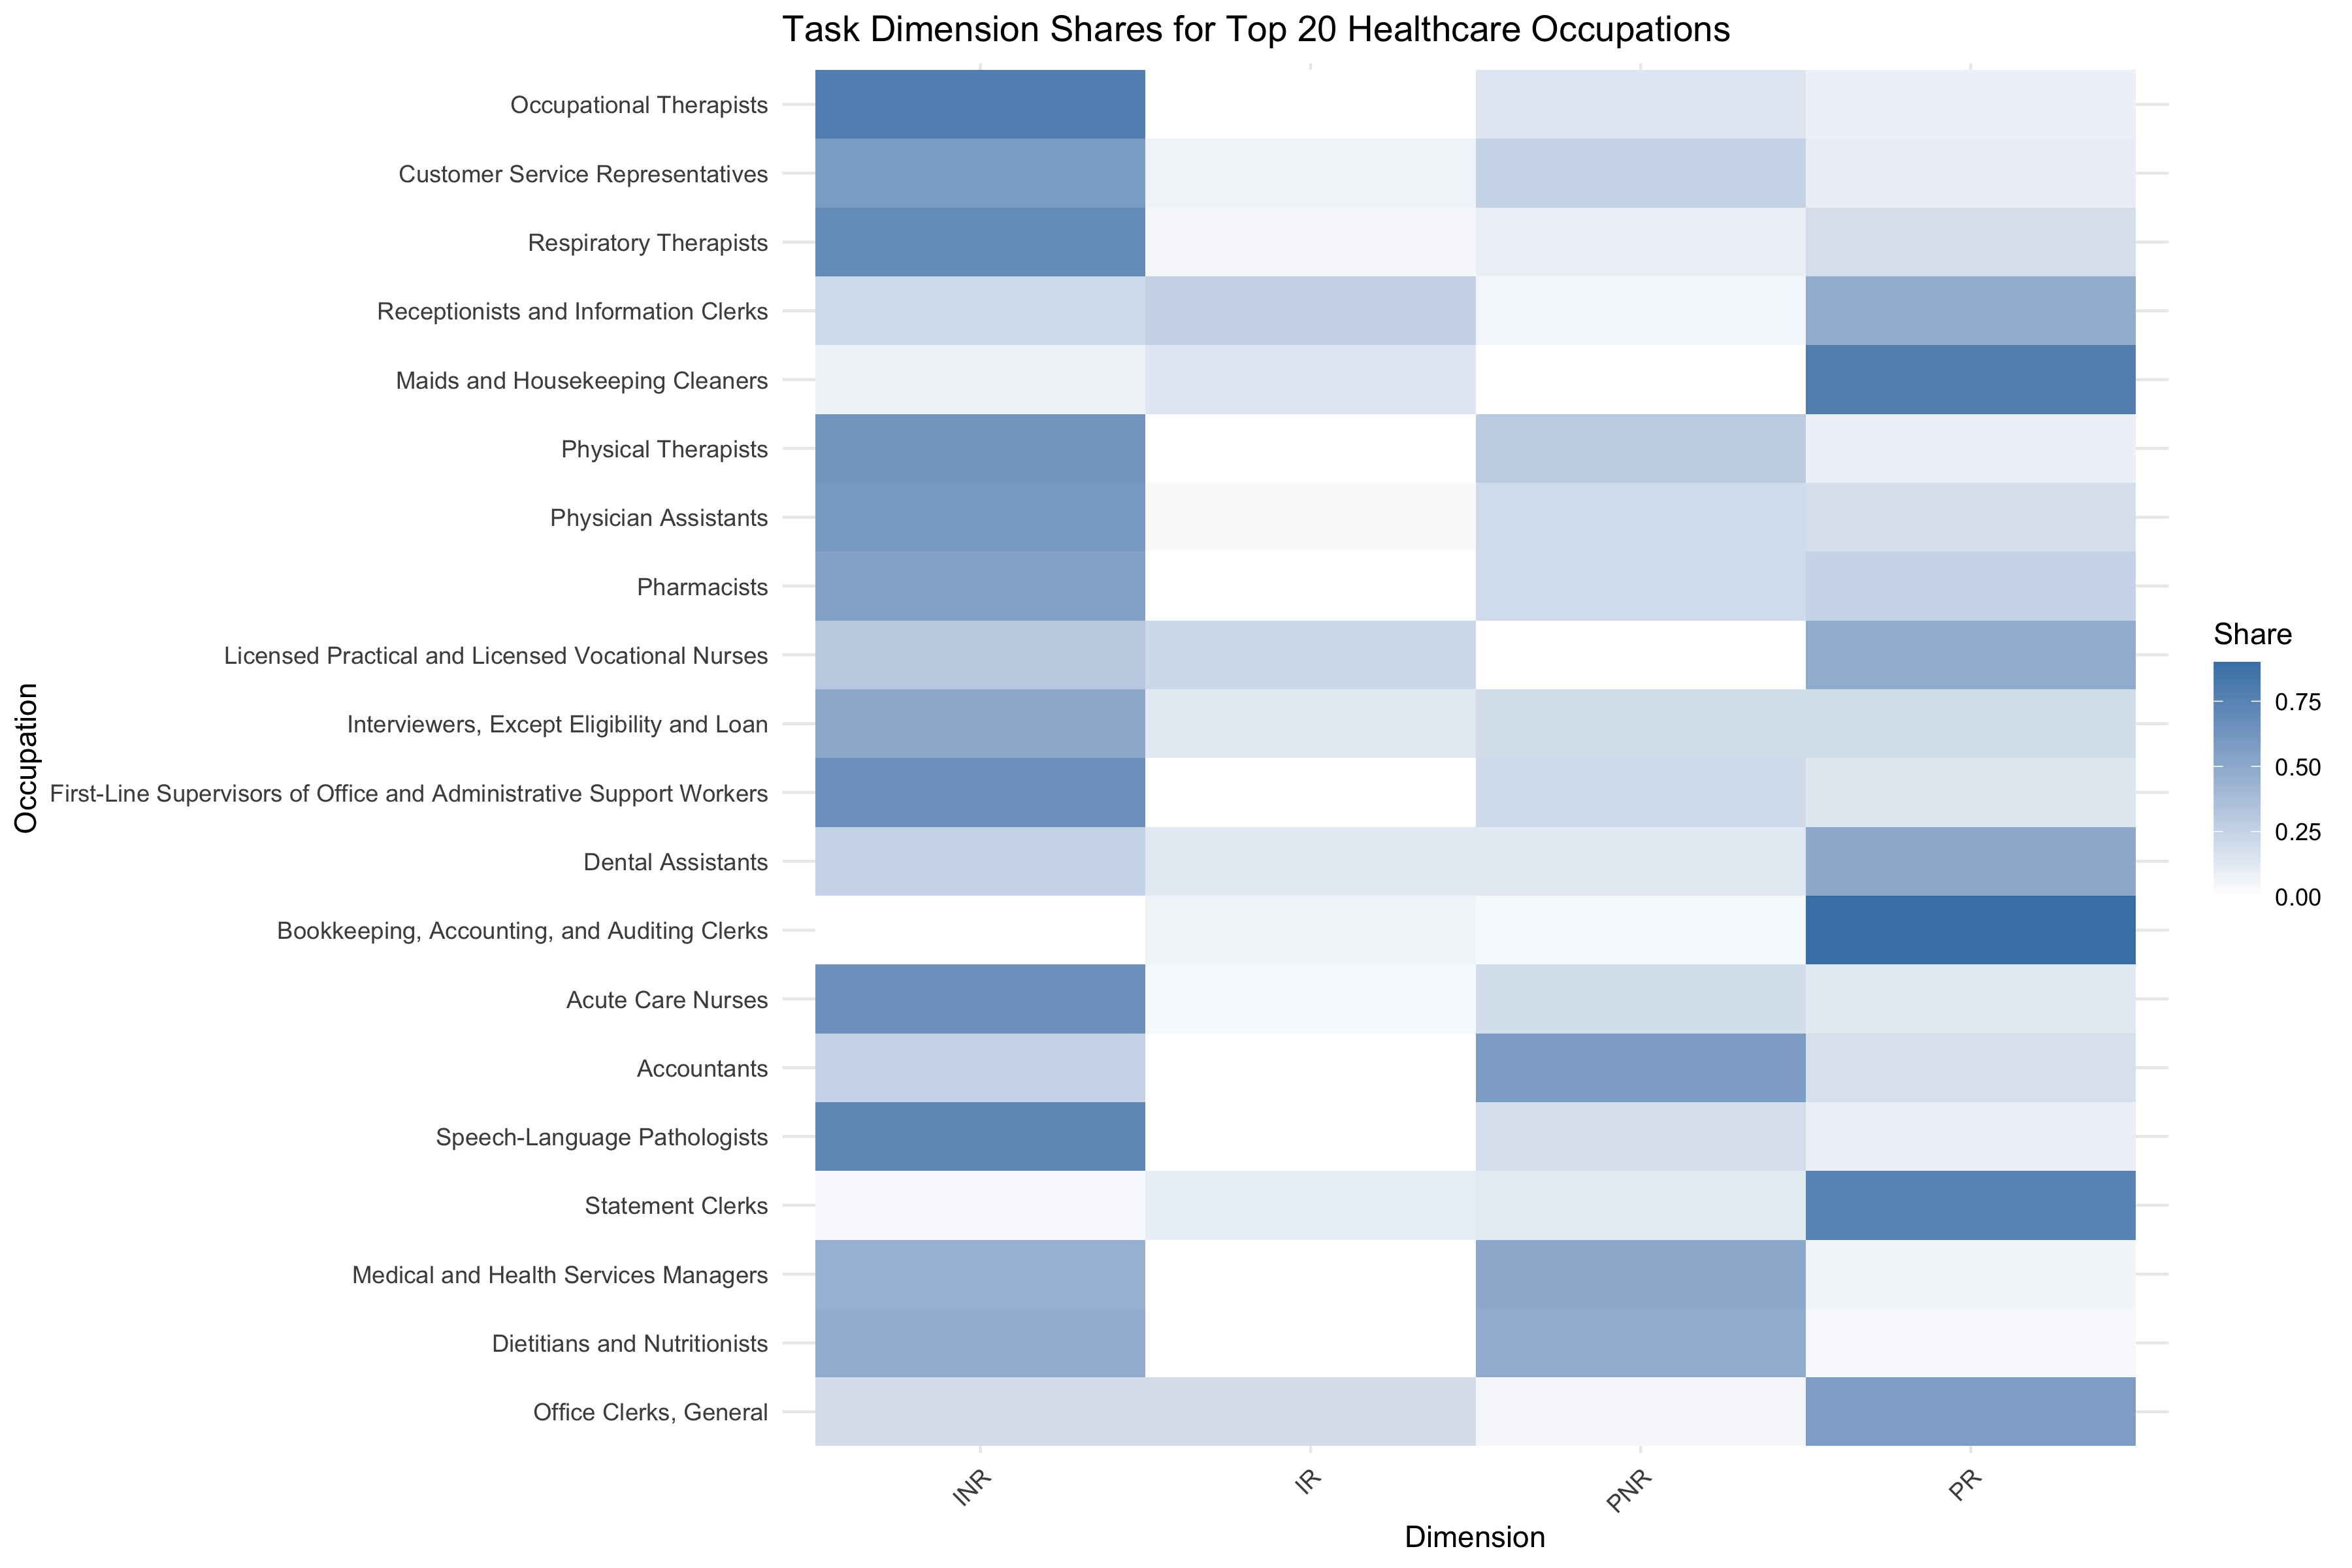 Task Dimension Shares for Top 20 Healthcare Occupations
Occupation
Occupational Therapists
Customer Service Representatives
Respiratory Therapists
Receptionists and Information Clerks
Maids and Housekeeping Cleaners
Physical Therapists
Physician Assistants
Pharmacists
Licensed Practical and Licensed Vocational Nurses
Interviewers, Except Eligibility and Loan
First-Line Supervisors of Office and Administrative Support Workers
Dental Assistants
Bookkeeping, Accounting, and Auditing Clerks
Acute Care Nurses
Accountants
Speech-Language Pathologists
Statement Clerks
Medical and Health Services Managers
Dietitians and Nutritionists
Office Clerks, General
INR
IR
PNR
PR
Dimension
Share
0.75
0.50
0.25
0.00